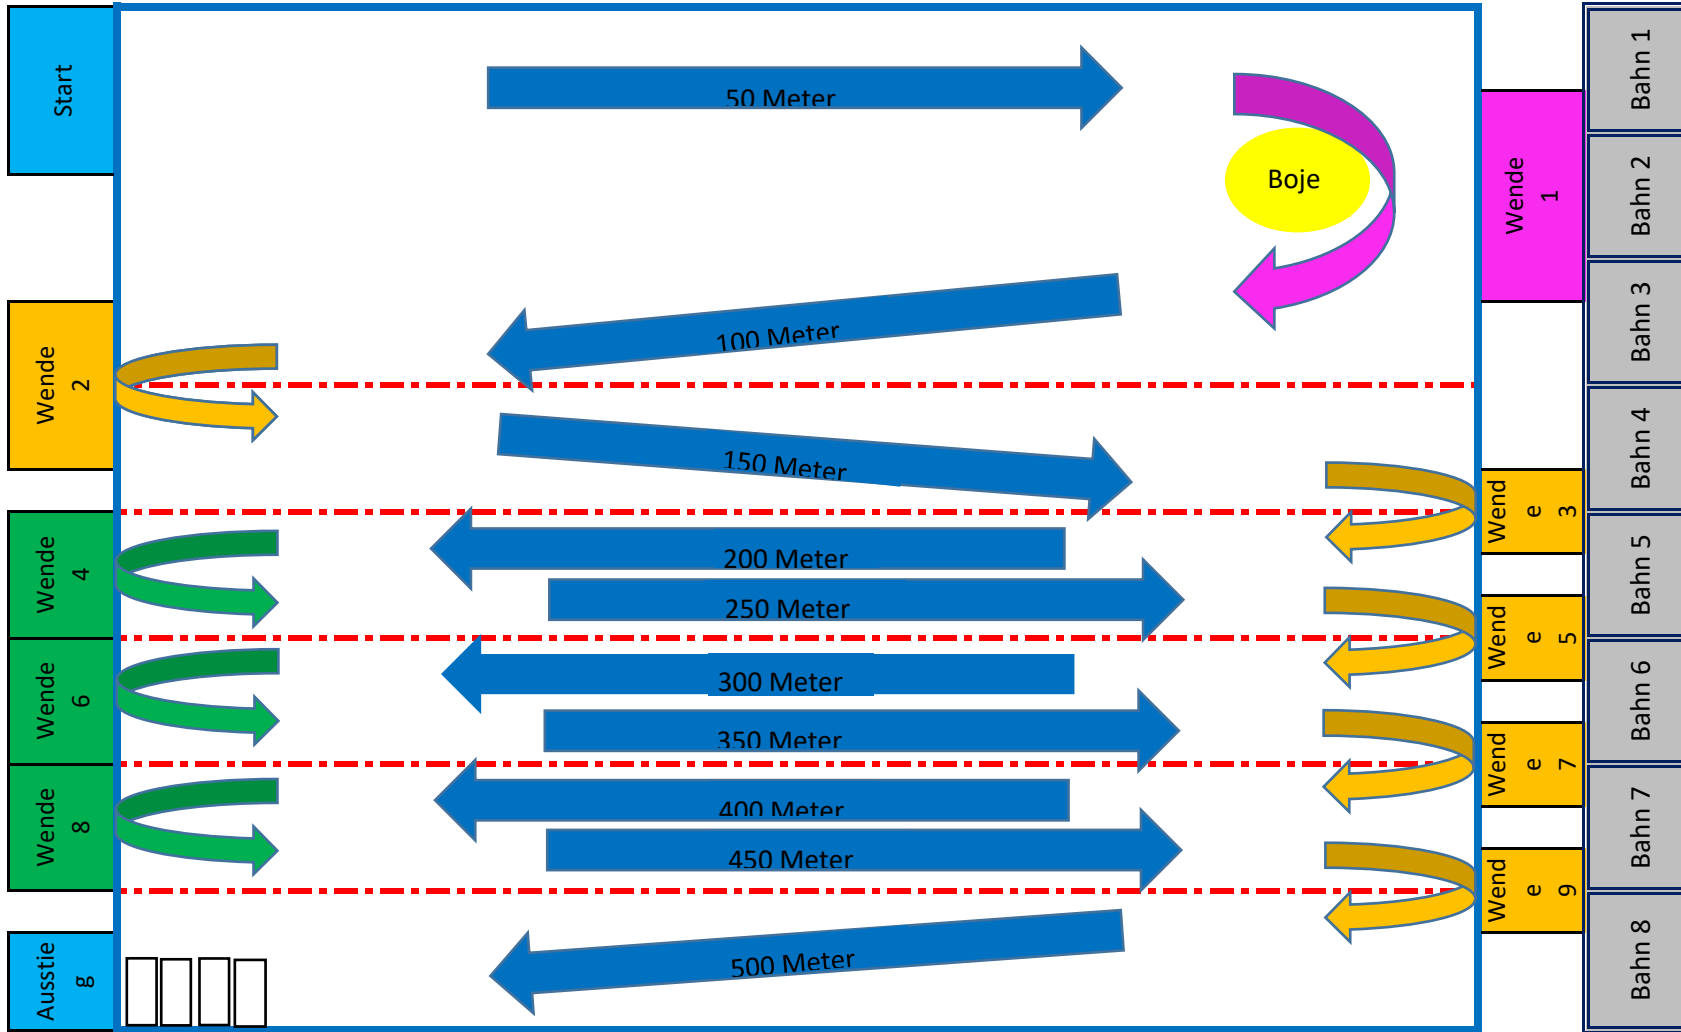 Start
50 Meter
Boje
Wende
1
Bahn 1
Bahn 2
Bahn 3
100 Meter
Wende
2
150 Meter
Bahn 4
Wend
e
3
Wende
4
200 Meter
250 Meter
Bahn 5
Wend
e
5
Wende
6
300 Meter
350 Meter
Bahn 6
Wend
e
7
Wende
8
400 Meter
450 Meter
Bahn 7
Wend
e
9
Ausstie
g
500 Meter
Bahn 8